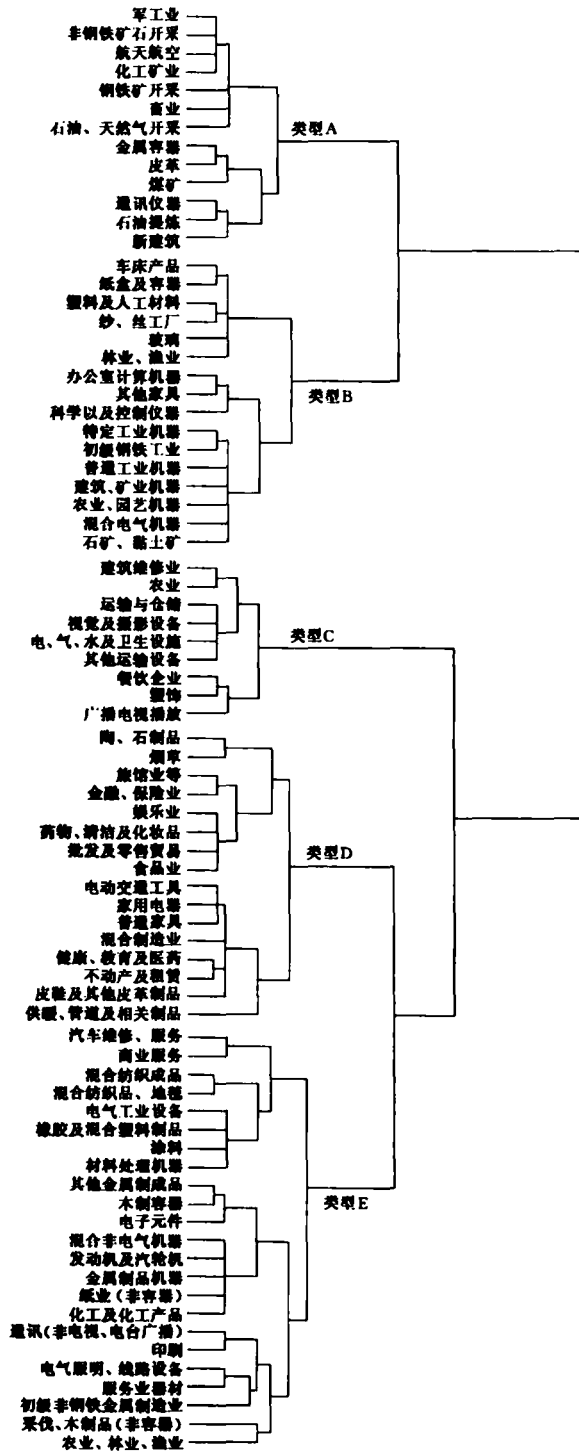 军工业
非钢铁矿石开采
航天航空
化工矿业
钢铁矿开采
畜业
石油、天然气开采
类型A
金属容器
皮革
煤矿
通讯仪器
石油提炼
新建筑
车床产品
纸盒及容器
塑料及人工材料
纱、丝工厂
玻璃
林业、渔业
类型B
办公室计算机器
其他家具
科学以及控制仪器
特定工业机器
初级钢铁工业
普通工业机器
建筑、矿业机器
农业、园艺机器
混合电气机器
石矿、黏土矿
建筑维修业
农业
运输与仓储
视觉及摄影设备
类型C
电、气、水及卫生设施
其他运输设备
餐饮企业
服饰
广播电视播放
陶、石制品
烟草
旅馆业等
金融、保险业
娱乐业
药物、清洁及化妆品
批发及零售贸易
类型D
食品业
电动交通工具
家用电器
普通家具
混合制造业
健康、教育及医药
不动产及租赁
皮鞋及其他皮革制品
供暖、管道及相关制品
汽车维修、服务
商业服务
混合纺织成品
混合纺织品、地毯
电气工业设备
橡胶及混合塑料制品
涂料
材料处理机器
其他金属制成品
类型E
木制容器
电子元件
混合非电气机器
发动机及汽轮机
金属制品机器
纸业（非容器）
化工及化工产品
通讯（非电视、电台广播）
印刷
电气照明、线路设备
服务业器材
初级非钢铁金属制造业
采伐、木制品（非容器）
农业、林业、渔业